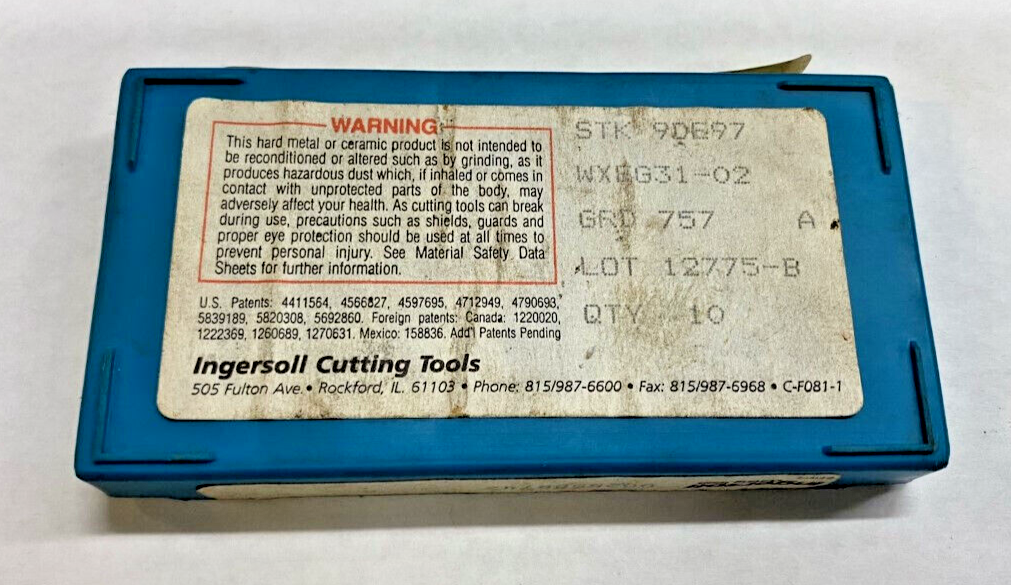 WARNING
This hard metal or ceramic product is not intended to
be reconditioned or altered such as by grinding, as it
produces hazardous dust which, if inhaled or comes in
contact with unprotected parts of the body, may
adversely affect your health. As cutting tools can break
during use, precautions such as shields, guards and
proper eye protection should be used at all times to
prevent personal injury. See Material Safety Data
Sheets for further information.
U.S. Patents: 4411564, 4566827, 4597695, 4712949, 4790693,
5839189, 5820308, 5692860. Foreign patents: Canada: 1220020,
1222369, 1260689, 1270631. Mexico: 158836. Add'l Patents Pending
Ingersoll Cutting Tools
505 Fulton Ave. • Rockford, IL. 61103 • Phone: 815/987-6600 • Fax: 815/987-6968 • C-F081-1
STK 9DE97
WXEG31-02
GRD 757 A
LOT 12775-B
QTY 10